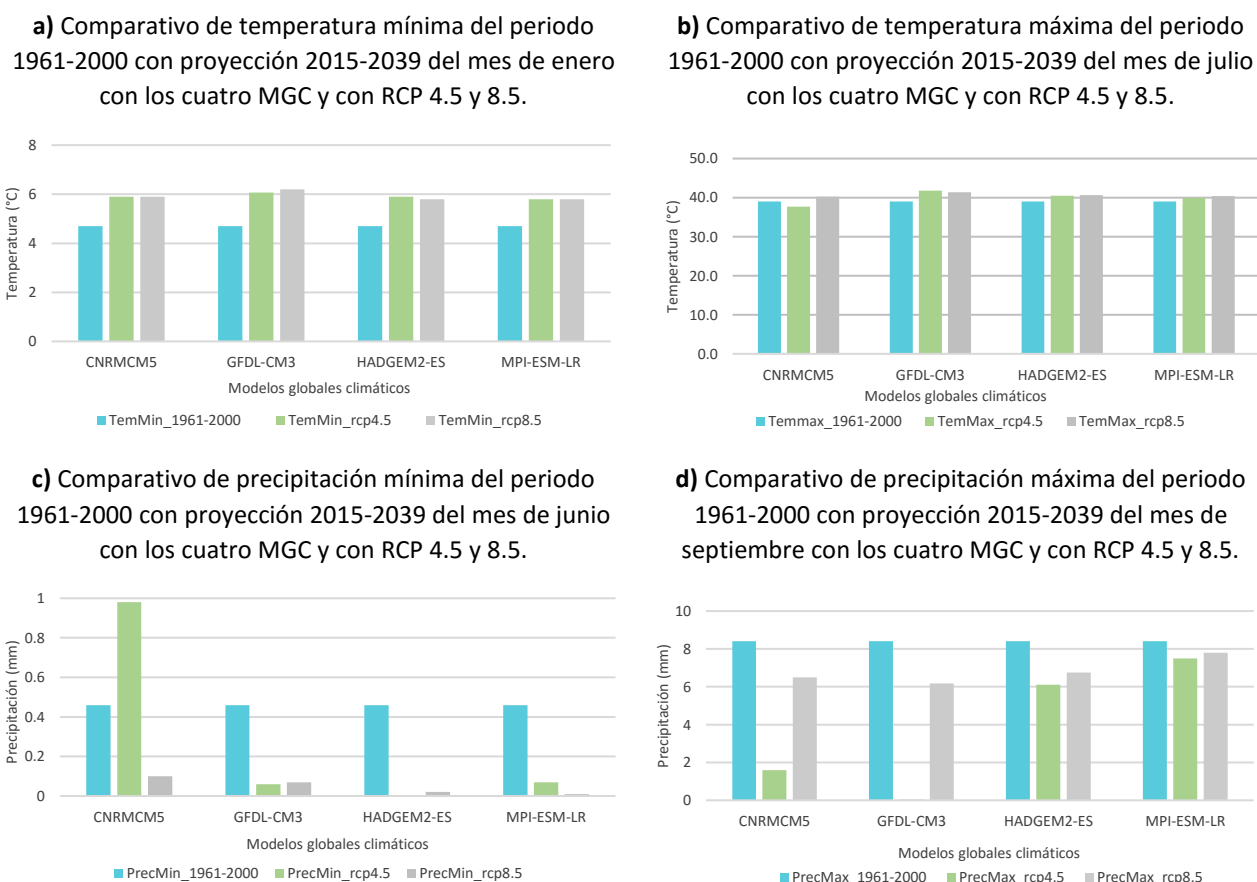 a) Comparativo de temperatura mínima del periodo
1961-2000 con proyección 2015-2039 del mes de enero
con los cuatro MGC y con RCP 4.5 y 8.5.
8
6
4
2
0
Temperatura (°C)
CNRMCM5 GFDL-CM3 HADGEM2-ES MPI-ESM-LR
Modelos globales climáticos
TemMin_1961-2000 TemMin_rcp4.5 TemMin_rcp8.5
b) Comparativo de temperatura máxima del periodo
1961-2000 con proyección 2015-2039 del mes de julio
con los cuatro MGC y con RCP 4.5 y 8.5.
50.0
40.0
30.0
20.0
10.0
0.0
Temperatura (°C)
CNRMCM5 GFDL-CM3 HADGEM2-ES MPI-ESM-LR
Modelos globales climáticos
Temmax_1961-2000 TemMax_rcp4.5 TemMax_rcp8.5
c) Comparativo de precipitación mínima del periodo
1961-2000 con proyección 2015-2039 del mes de junio
con los cuatro MGC y con RCP 4.5 y 8.5.
1
0.8
0.6
0.4
0.2
0
Precipitación (mm)
CNRMCM5 GFDL-CM3 HADGEM2-ES MPI-ESM-LR
Modelos globales climáticos
PrecMin_1961-2000 PrecMin_rcp4.5 PrecMin_rcp8.5
d) Comparativo de precipitación máxima del periodo
1961-2000 con proyección 2015-2039 del mes de
septiembre con los cuatro MGC y con RCP 4.5 y 8.5.
10
8
6
4
2
0
Precipitación (mm)
CNRMCM5 GFDL-CM3 HADGEM2-ES MPI-ESM-LR
Modelos globales climáticos
PrecMax_1961-2000 PrecMax_rcp4.5 PrecMax_rcp8.5